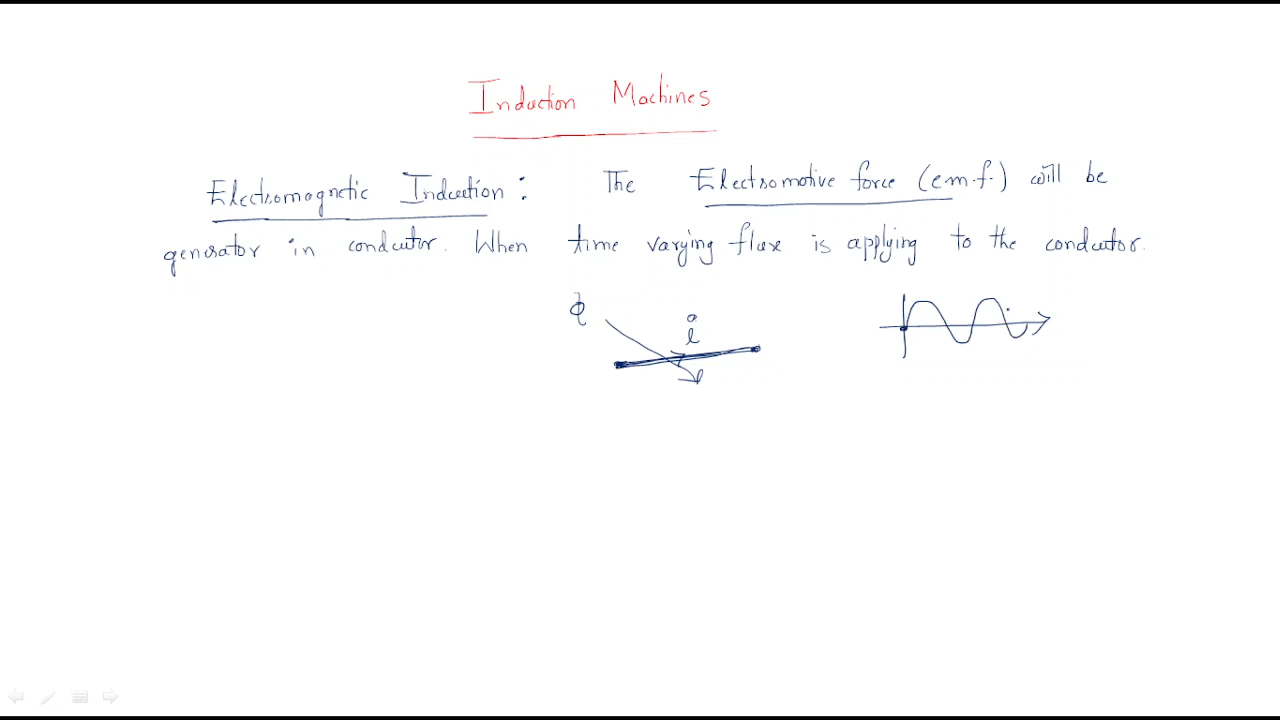 Induction Machines
Electromagnetic Induction : The Electromotive force (e.m.f.) will be
generator in conductor. When time varying flux is applying to the conductor.
Φ
i